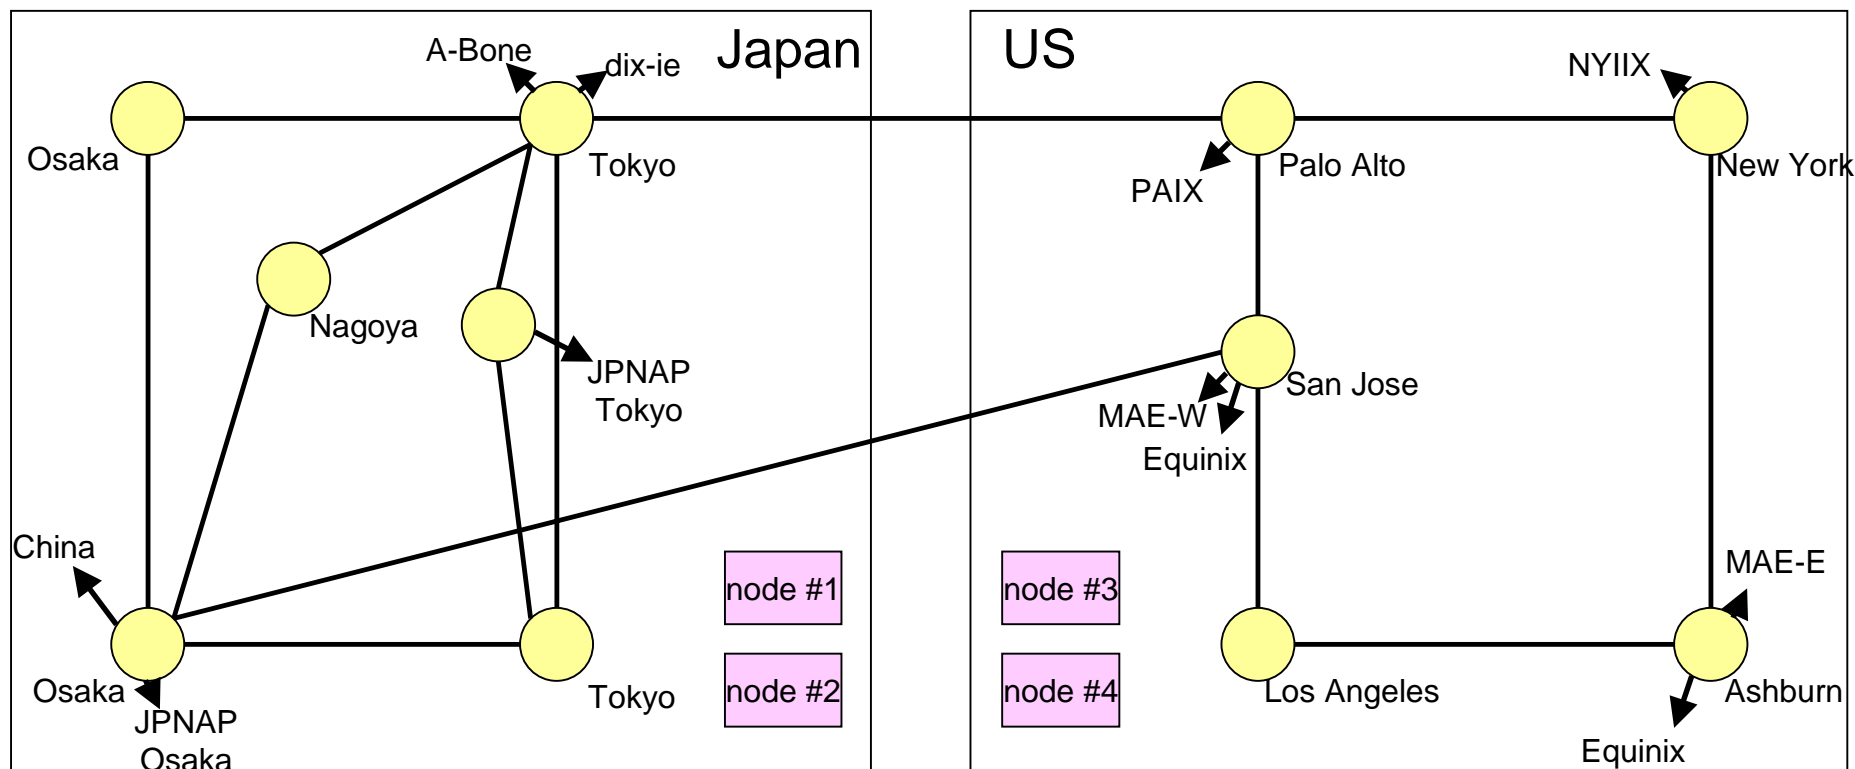 A-Bone
dix-ie
Japan
US
NYIIX
Osaka
Tokyo
PAIX
Palo Alto
New York
Nagoya
JPNAP
Tokyo
San Jose
MAE-W
Equinix
China
node #1
node #3
MAE-E
Osaka
JPNAP
Osaka
Tokyo
node #2
node #4
Los Angeles
Ashburn
Equinix